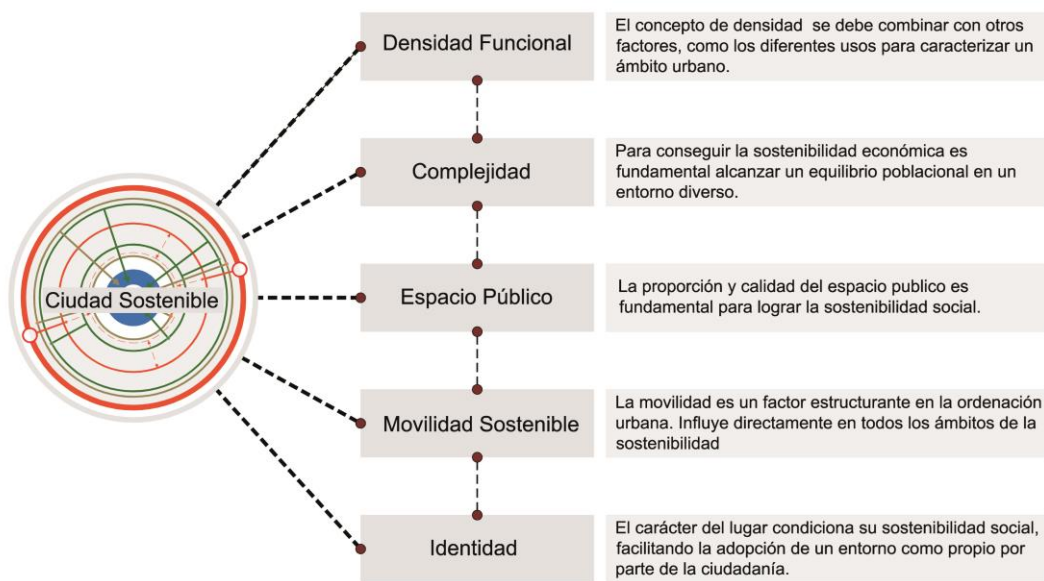 Densidad Funcional
El concepto de densidad se debe combinar con otros
factores, como los diferentes usos para caracterizar un
ámbito urbano.
Complejidad
Para conseguir la sostenibilidad económica es
fundamental alcanzar un equilibrio poblacional en un
entorno diverso.
Ciudad Sostenible
Espacio Público
La proporción y calidad del espacio publico es
fundamental para lograr la sostenibilidad social.
Movilidad Sostenible
La movilidad es un factor estructurante en la ordenación
urbana. Influye directamente en todos los ámbitos de la
sostenibilidad
Identidad
El carácter del lugar condiciona su sostenibilidad social,
facilitando la adopción de un entorno como propio por
parte de la ciudadanía.